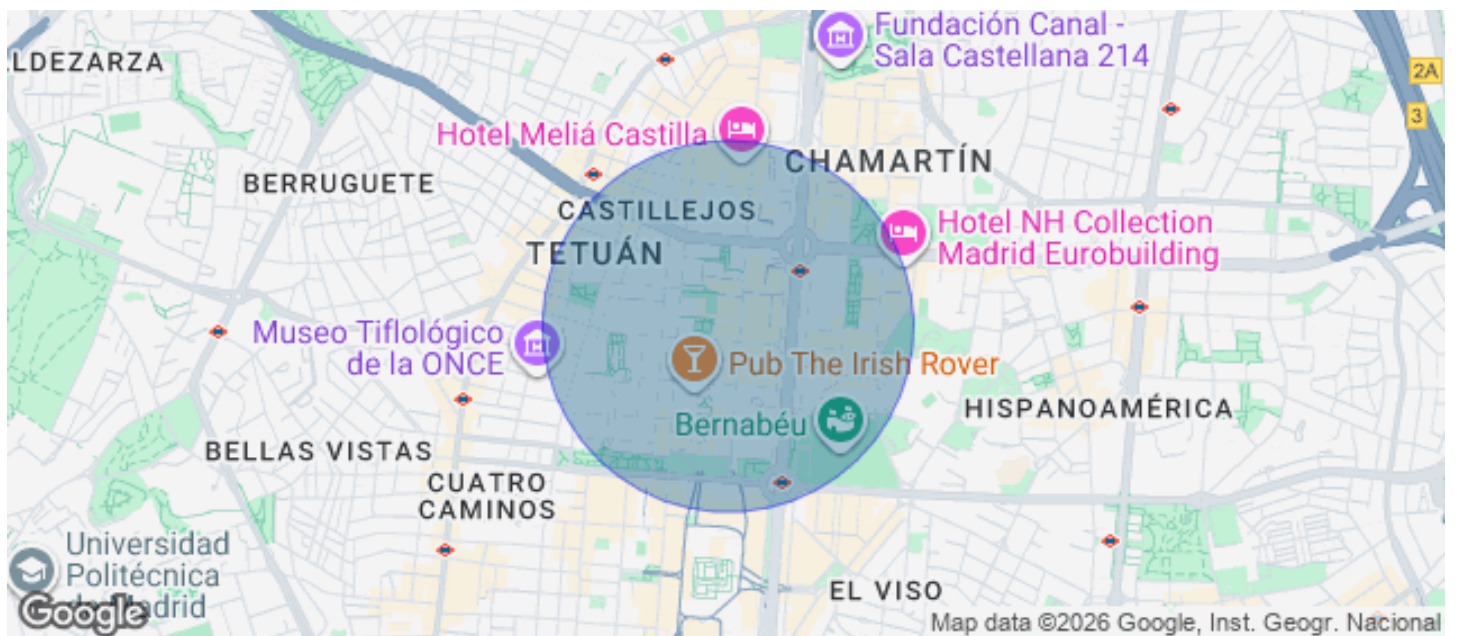 Fundación Canal -
Sala Castellana 214
LDEZARZA
2A
3
Hotel Meliá Castilla
CHAMARTÍN
BERRUGUETE
CASTILLEJOS
Hotel NH Collection
Madrid Eurobuilding
TETUÁN
Museo Tiflológico
de la ONCE
Pub The Irish Rover
HISPANOAMÉRICA
Bernabéu
BELLAS VISTAS
CUATRO
CAMINOS
Universidad
Politécnica
de Madrid
EL VISO
Google
Map data ©2026 Google, Inst. Geogr. Nacional